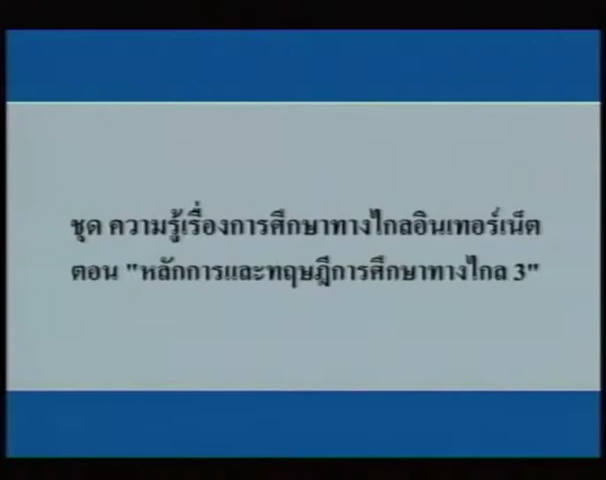 ชุด ความรู้เรื่องการศึกษาทางไกลอินเทอร์เน็ต
ตอน "หลักการและทฤษฎีการศึกษาทางไกล 3"